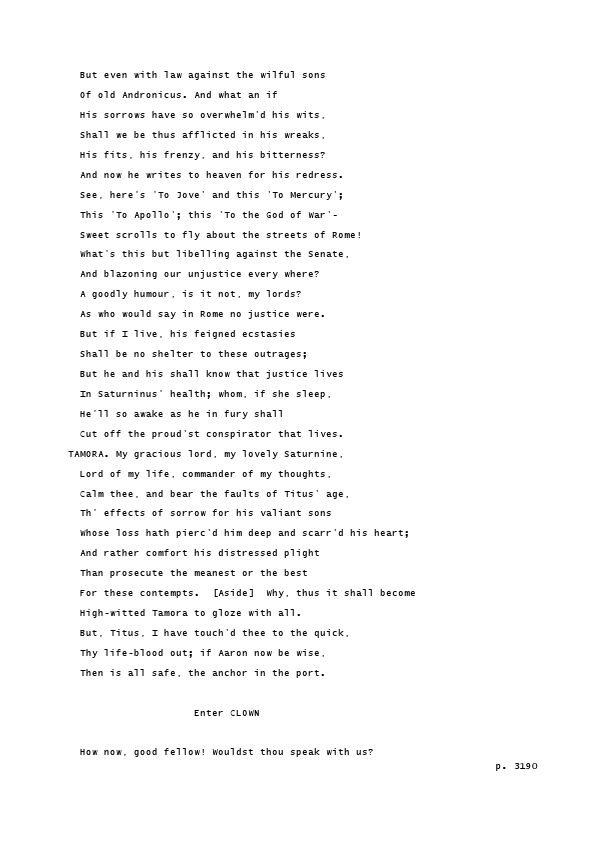 But even with law against the wilful sons
Of old Andronicus. And what an if
His sorrows have so overwhelm'd his wits,
Shall we be thus afflicted in his wreaks,
His fits, his frenzy, and his bitterness?
And now he writes to heaven for his redress.
See, here's 'To Jove' and this 'To Mercury';
This 'To Apollo'; this 'To the God of War'-
Sweet scrolls to fly about the streets of Rome!
What's this but libelling against the Senate,
And blazoning our unjustice every where?
A goodly humour, is it not, my lords?
As who would say in Rome no justice were.
But if I live, his feigned ecstasies
Shall be no shelter to these outrages;
But he and his shall know that justice lives
In Saturninus' health; whom, if she sleep,
He'll so awake as he in fury shall
Cut off the proud'st conspirator that lives.
TAMORA. My gracious lord, my lovely Saturnine,
Lord of my life, commander of my thoughts,
Calm thee, and bear the faults of Titus' age,
Th' effects of sorrow for his valiant sons
Whose loss hath pierc'd him deep and scarr'd his heart;
And rather comfort his distressed plight
Than prosecute the meanest or the best
For these contempts.  [Aside]  Why, thus it shall become
High-witted Tamora to gloze with all.
But, Titus, I have touch'd thee to the quick,
Thy life-blood out; if Aaron now be wise,
Then is all safe, the anchor in the port.
Enter CLOWN
How now, good fellow! Wouldst thou speak with us?
p. 3190